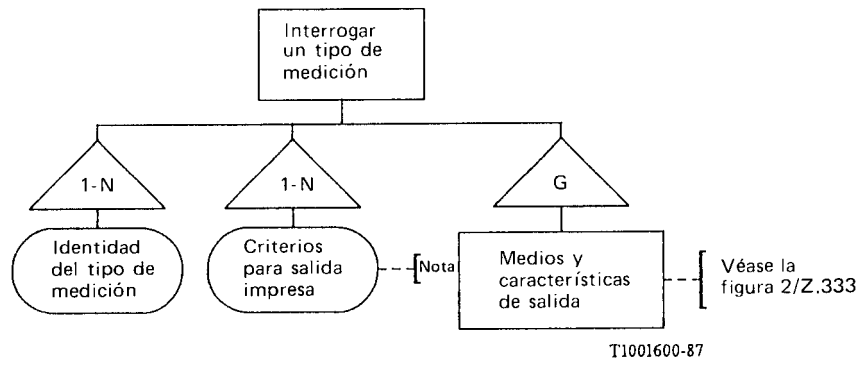 Interrogar
un tipo de
medición
1-N
1-N
G
Identidad
del tipo de
medición
Criterios
para salida
impresa
Nota
Medios y
características
de salida
Véase la
figura 2/Z.333
T1001600-87